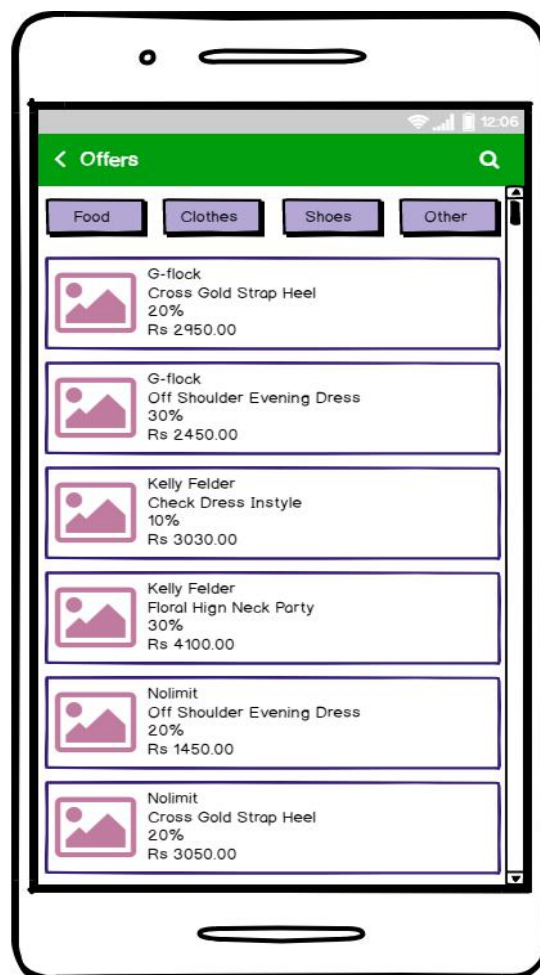 12:06
< Offers
Food Clothes Shoes Other
G-flock
Cross Gold Strap Heel
20%
Rs 2950.00
G-flock
Off Shoulder Evening Dress
30%
Rs 2450.00
Kelly Felder
Check Dress Instyle
10%
Rs 3030.00
Kelly Felder
Floral Hign Neck Party
30%
Rs 4100.00
Nolimit
Off Shoulder Evening Dress
20%
Rs 1450.00
Nolimit
Cross Gold Strap Heel
20%
Rs 3050.00